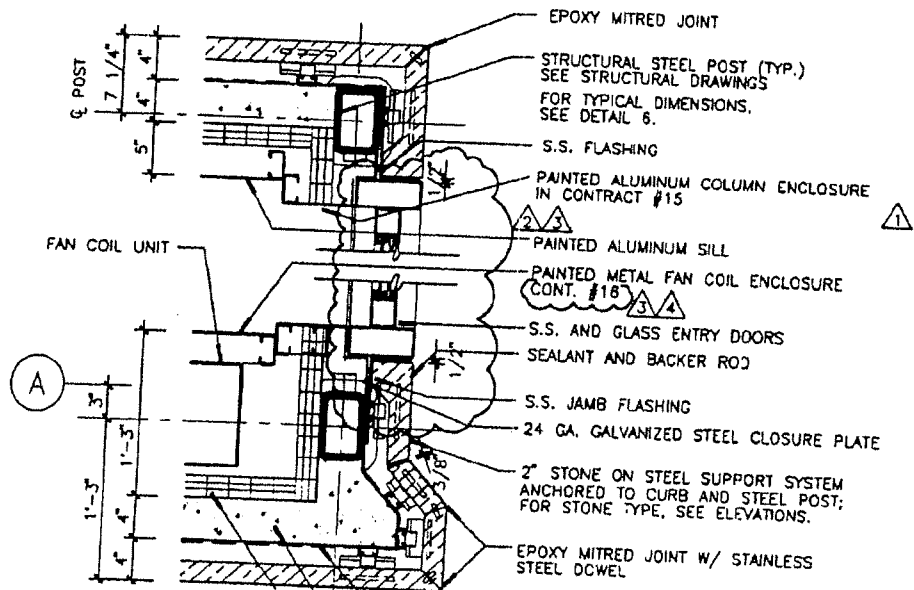 EPOXY MITRED JOINT
STRUCTURAL STEEL POST (TYP.)
SEE STRUCTURAL DRAWINGS
FOR TYPICAL DIMENSIONS,
SEE DETAIL 6.
S.S. FLASHING
PAINTED ALUMINUM COLUMN ENCLOSURE
IN CONTRACT #15
1
2 3
PAINTED ALUMINUM SILL
PAINTED METAL FAN COIL ENCLOSURE
CONT. #16
3 4
S.S. AND GLASS ENTRY DOORS
SEALANT AND BACKER ROD
S.S. JAMB FLASHING
24 GA. GALVANIZED STEEL CLOSURE PLATE
2" STONE ON STEEL SUPPORT SYSTEM
ANCHORED TO CURB AND STEEL POST;
FOR STONE TYPE, SEE ELEVATIONS.
EPOXY MITRED JOINT W/ STAINLESS
STEEL DOWEL
℄ POST
7 1/4"
4"
4"
5"
FAN COIL UNIT
A
3"
1'-3"
1'-3"
4"
4"
1/2"
1/2"
3/8"